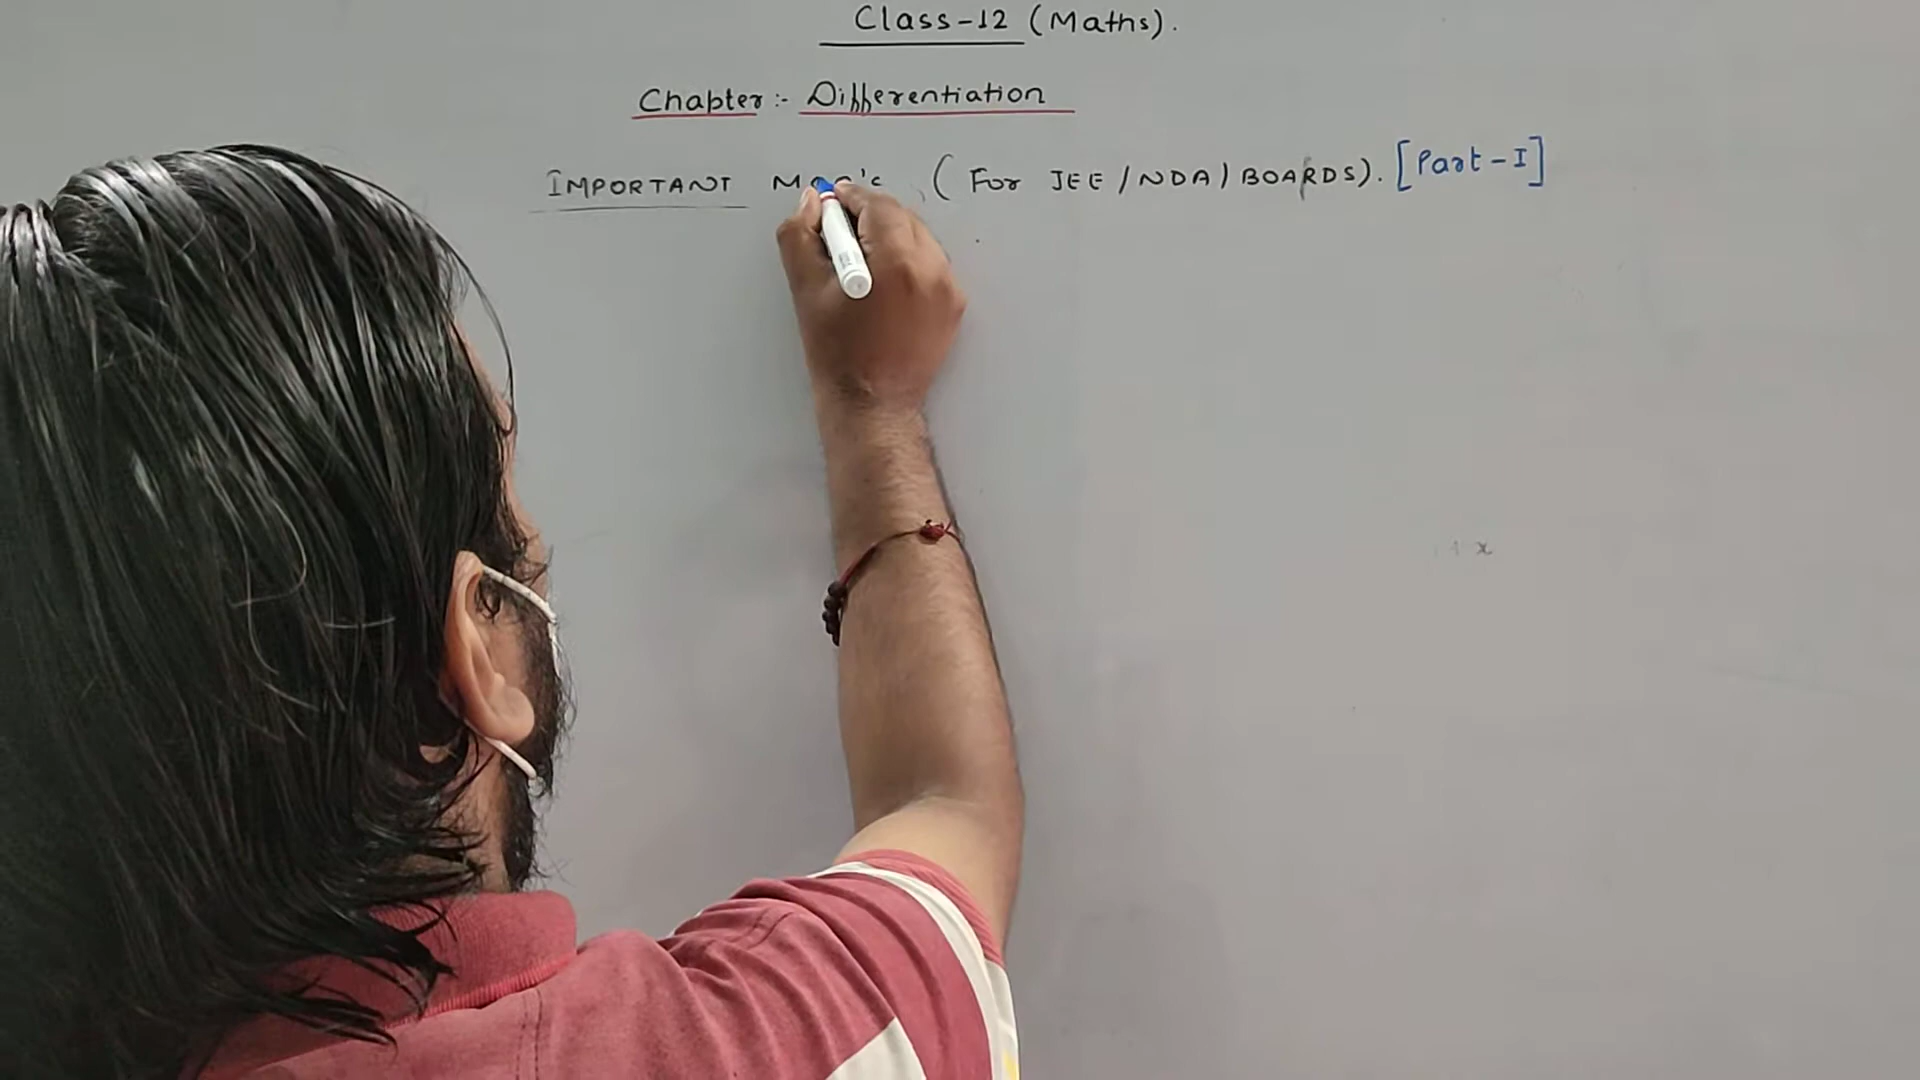 Class-12 (Maths).
Chapter :- Differentiation
IMPORTANT (For JEE/NDA/BOARDS). [Part-I]
x